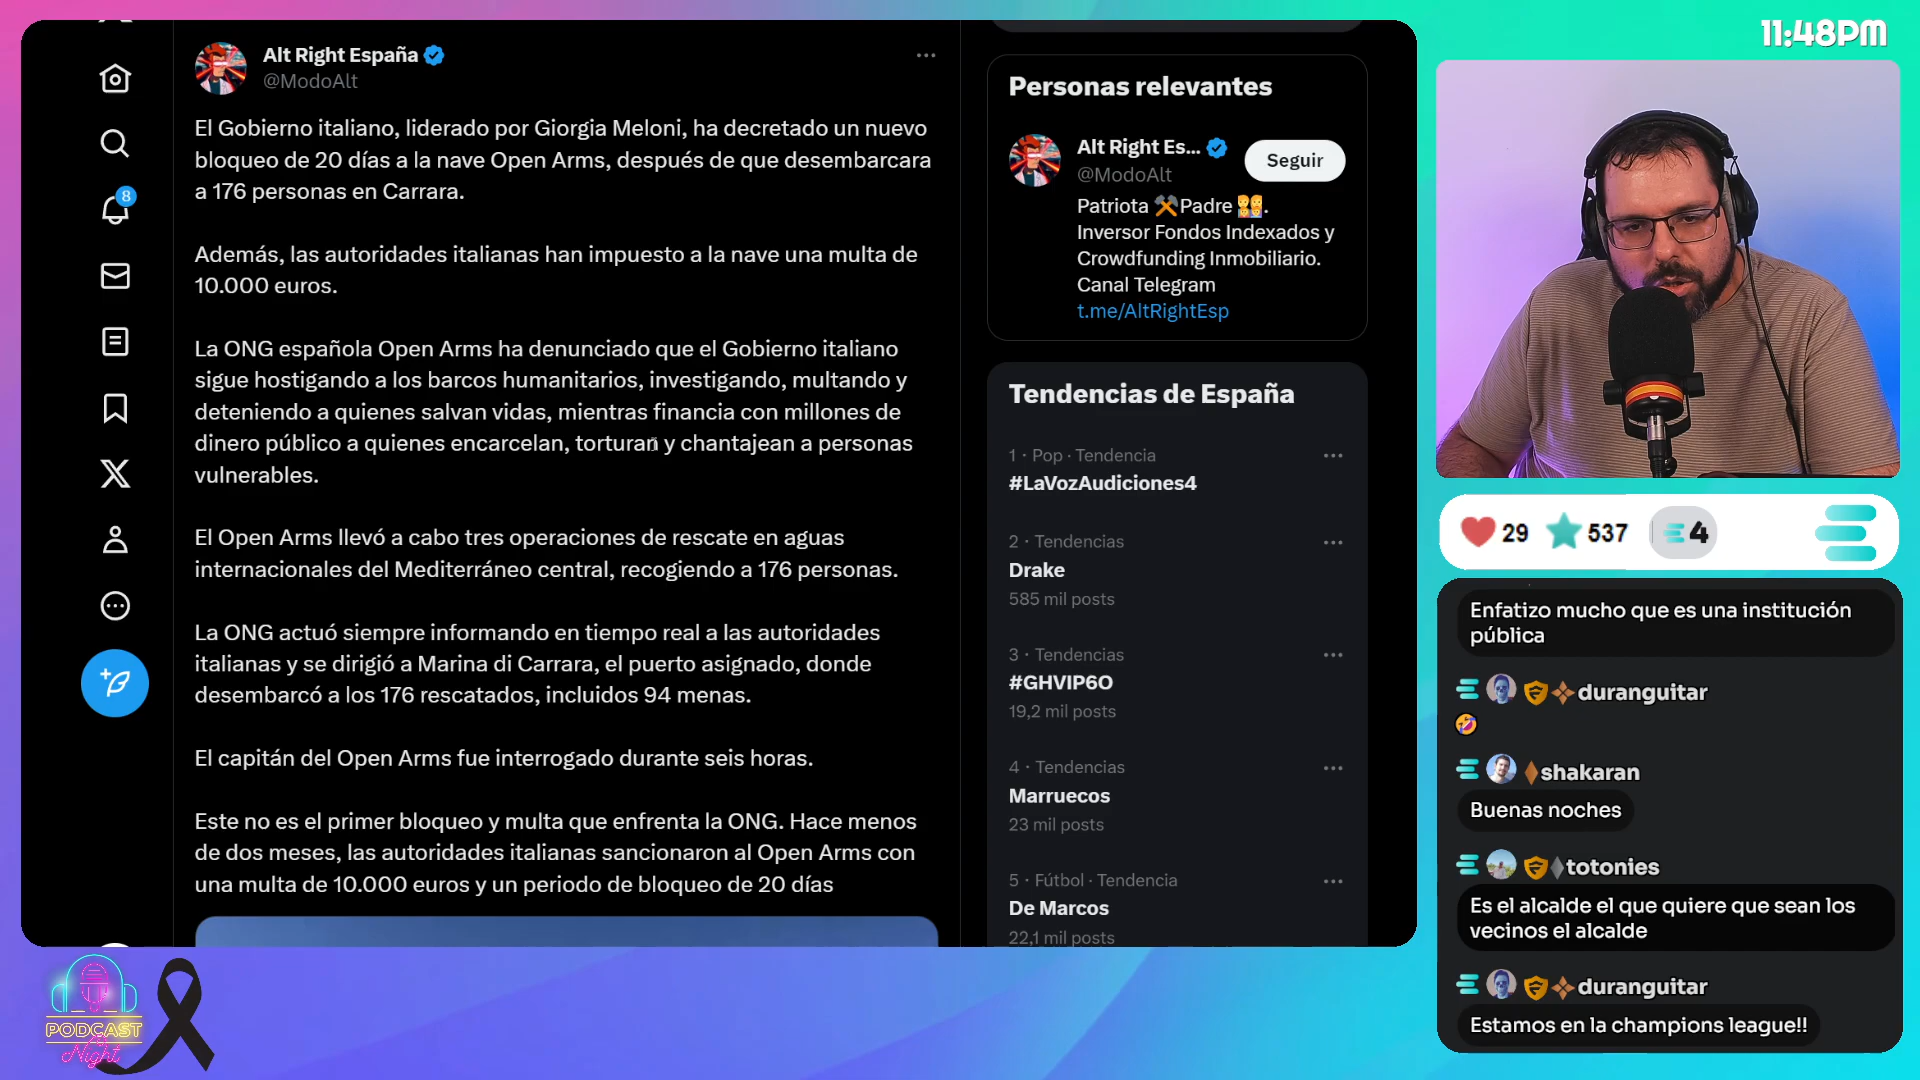 11:48PM
Alt Right España
@ModoAlt
El Gobierno italiano, liderado por Giorgia Meloni, ha decretado un nuevo
bloqueo de 20 días a la nave Open Arms, después de que desembarcara
a 176 personas en Carrara.
Además, las autoridades italianas han impuesto a la nave una multa de
10.000 euros.
La ONG española Open Arms ha denunciado que el Gobierno italiano
sigue hostigando a los barcos humanitarios, investigando, multando y
deteniendo a quienes salvan vidas, mientras financia con millones de
dinero público a quienes encarcelan, torturan y chantajean a personas
vulnerables.
El Open Arms llevó a cabo tres operaciones de rescate en aguas
internacionales del Mediterráneo central, recogiendo a 176 personas.
La ONG actuó siempre informando en tiempo real a las autoridades
italianas y se dirigió a Marina di Carrara, el puerto asignado, donde
desembarcó a los 176 rescatados, incluidos 94 menas.
El capitán del Open Arms fue interrogado durante seis horas.
Este no es el primer bloqueo y multa que enfrenta la ONG. Hace menos
de dos meses, las autoridades italianas sancionaron al Open Arms con
una multa de 10.000 euros y un periodo de bloqueo de 20 días
8
Personas relevantes
Alt Right Es...
@ModoAlt
Seguir
Patriota Padre .
Inversor Fondos Indexados y
Crowdfunding Inmobiliario.
Canal Telegram
t.me/AltRightEsp
Tendencias de España
1 · Pop · Tendencia
#LaVozAudiciones4
2 · Tendencias
Drake
585 mil posts
3 · Tendencias
#GHVIP6O
19,2 mil posts
4 · Tendencias
Marruecos
23 mil posts
5 · Fútbol · Tendencia
De Marcos
22,1 mil posts
29 537 4
Enfatizo mucho que es una institución
pública
duranguitar
shakaran
Buenas noches
totonies
Es el alcalde el que quiere que sean los
vecinos el alcalde
duranguitar
Estamos en la champions league!!
PODCAST
Night